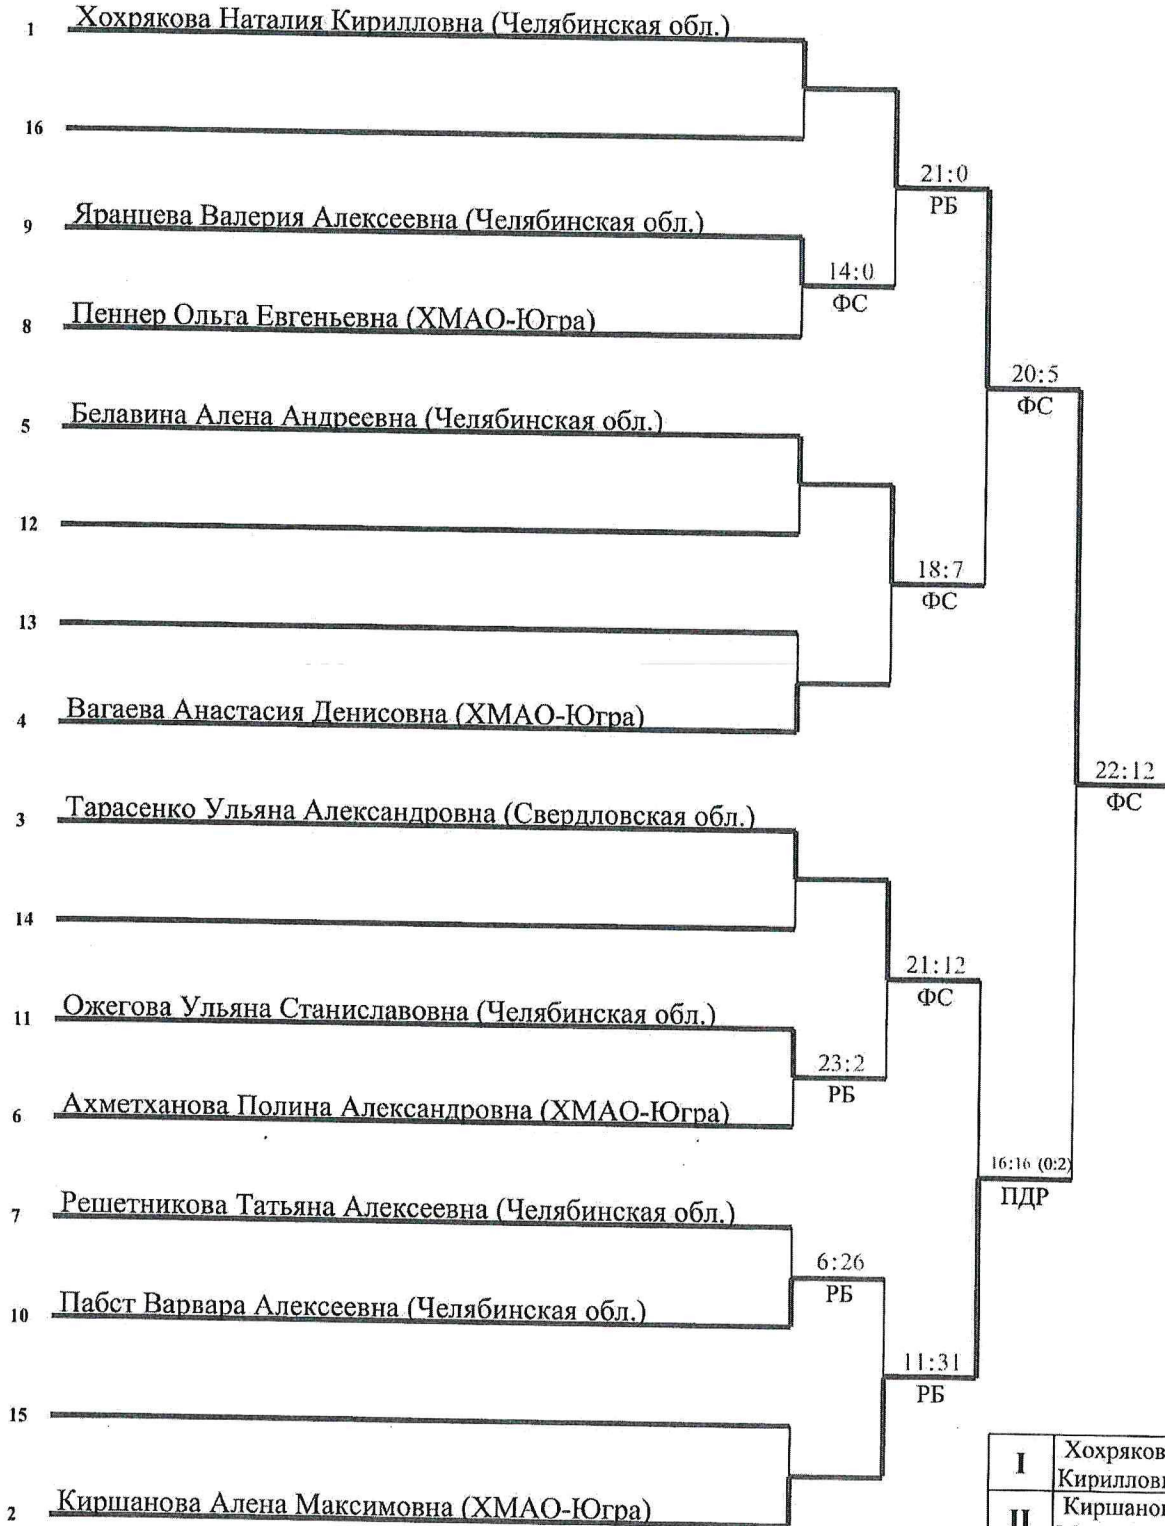 1 Хохрякова Наталия Кирилловна (Челябинская обл.)
16
21:0
РБ
9 Яранцева Валерия Алексеевна (Челябинская обл.)
14:0
ФС
8 Пеннер Ольга Евгеньевна (ХМАО-Югра)
20:5
ФС
5 Белавина Алена Андреевна (Челябинская обл.)
12
18:7
ФС
13
4 Вагаева Анастасия Денисовна (ХМАО-Югра)
22:12
ФС
3 Тарасенко Ульяна Александровна (Свердловская обл.)
14
21:12
ФС
11 Ожегова Ульяна Станиславовна (Челябинская обл.)
23:2
РБ
6 Ахметханова Полина Александровна (ХМАО-Югра)
16:16 (0:2)
ПДР
7 Решетникова Татьяна Алексеевна (Челябинская обл.)
6:26
РБ
10 Пабст Варвара Алексеевна (Челябинская обл.)
11:31
РБ
15
2 Киршанова Алена Максимовна (ХМАО-Югра)
I Хохряков
Кириллов
II Киршанов